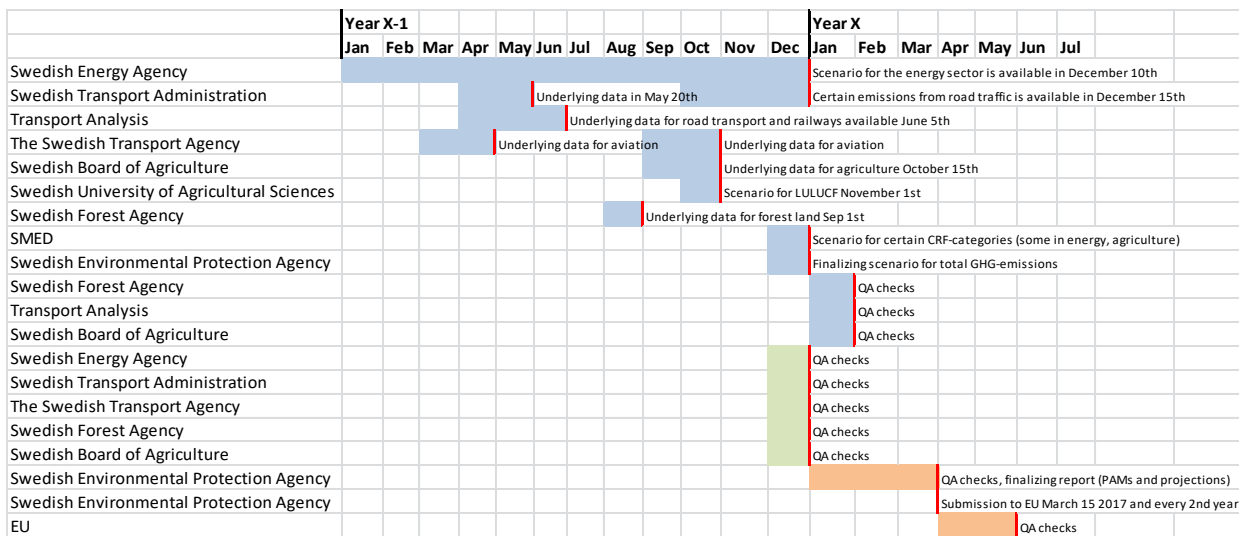 Year X-1 Year X
Jan Feb Mar Apr May Jun Jul Aug Sep Oct Nov Dec Jan Feb Mar Apr May Jun Jul
Swedish Energy Agency Scenario for the energy sector is available in December 10th
Swedish Transport Administration Underlying data in May 20th Certain emissions from road traffic is available in December 15th
Transport Analysis Underlying data for road transport and railways available June 5th
The Swedish Transport Agency Underlying data for aviation Underlying data for aviation
Swedish Board of Agriculture Underlying data for agriculture October 15th
Swedish University of Agricultural Sciences Scenario for LULUCF November 1st
Swedish Forest Agency Underlying data for forest land Sep 1st
SMED Scenario for certain CRF-categories (some in energy, agriculture)
Swedish Environmental Protection Agency Finalizing scenario for total GHG-emissions
Swedish Forest Agency QA checks
Transport Analysis QA checks
Swedish Board of Agriculture QA checks
Swedish Energy Agency QA checks
Swedish Transport Administration QA checks
The Swedish Transport Agency QA checks
Swedish Forest Agency QA checks
Swedish Board of Agriculture QA checks
Swedish Environmental Protection Agency QA checks, finalizing report (PAMs and projections)
Swedish Environmental Protection Agency Submission to EU March 15 2017 and every 2nd year
EU QA checks